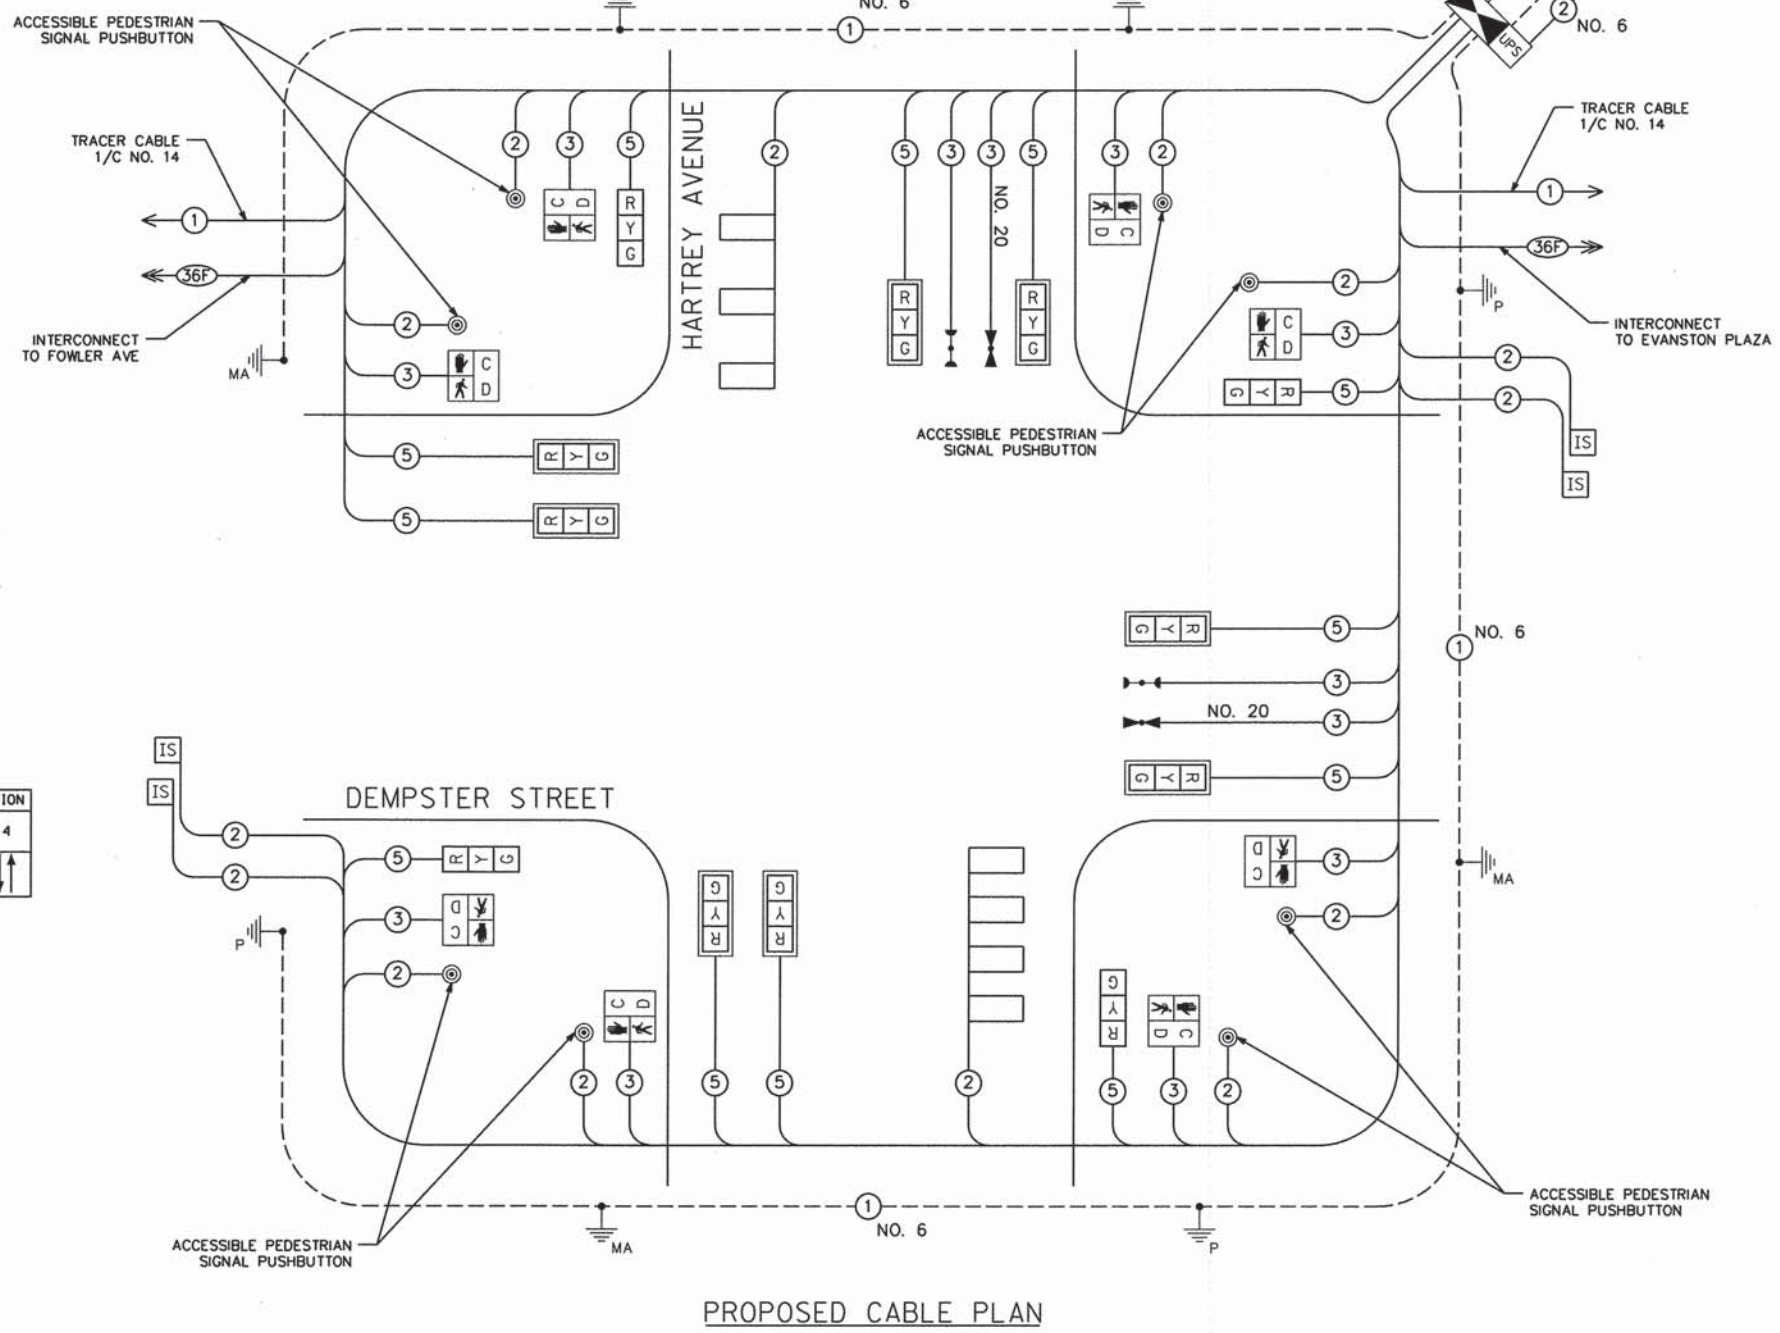 NO. 6
ACCESSIBLE PEDESTRIAN
SIGNAL PUSHBUTTON
1
2
NO. 6
UPS
TRACER CABLE
1/C NO. 14
TRACER CABLE
1/C NO. 14
2
3
5
2
5
3
3
5
3
2
HARTREY AVENUE
NO. 20
C D
R
Y
G
C
D
1
1
36F
36F
INTERCONNECT
TO FOWLER AVE
INTERCONNECT
TO EVANSTON PLAZA
MA
P
2
3
C
D
R
Y
G
R
Y
G
2
3
C
D
5
R Y G
2
2
IS
IS
ACCESSIBLE PEDESTRIAN
SIGNAL PUSHBUTTON
5
R Y G
5
R Y G
R Y G
5
3
NO. 20
3
R Y G
5
1
NO. 6
IS
IS
DEMPSTER STREET
ION
4
2
2
5
R Y G
3
C D
2
P
C D
2
3
R Y G
R Y G
5
5
2
C D
3
2
MA
R Y G
C D
5
3
2
1
NO. 6
MA
P
ACCESSIBLE PEDESTRIAN
SIGNAL PUSHBUTTON
ACCESSIBLE PEDESTRIAN
SIGNAL PUSHBUTTON
PROPOSED CABLE PLAN